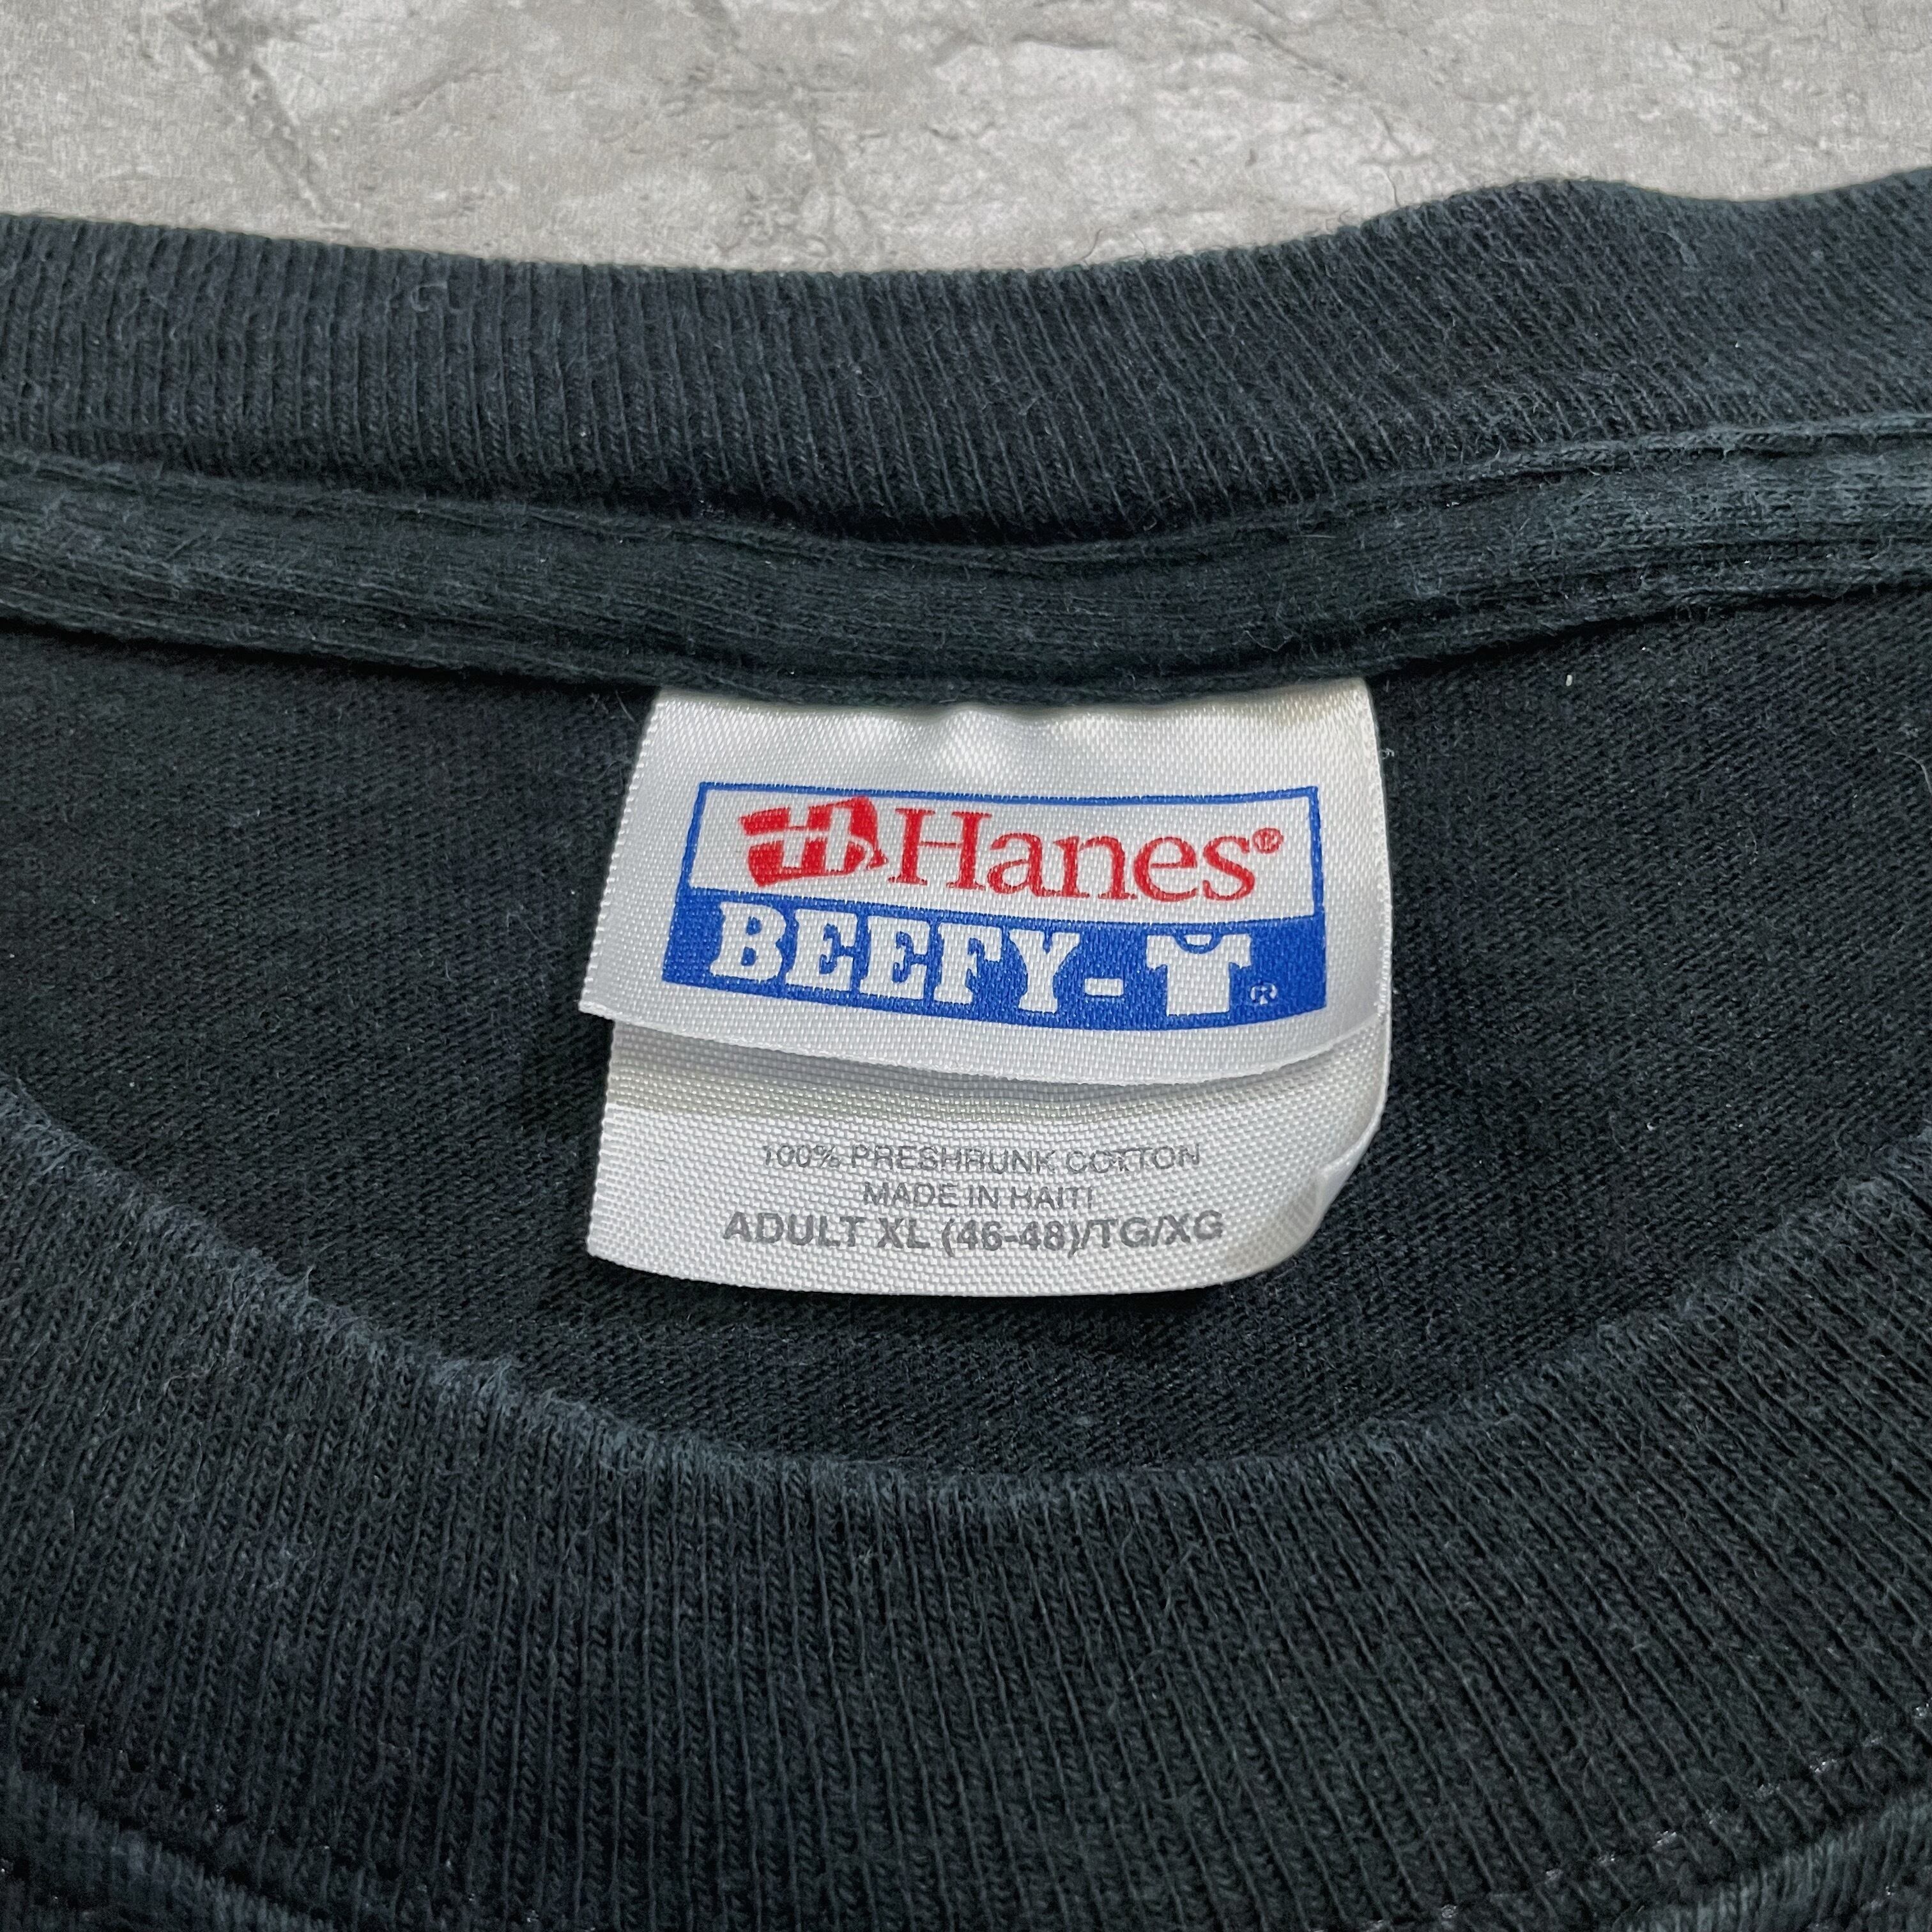 Hanes®
BEEFY-T®
100% PRESHRUNK COTTON
MADE IN HAITI
ADULT XL (46-48)/TG/XG